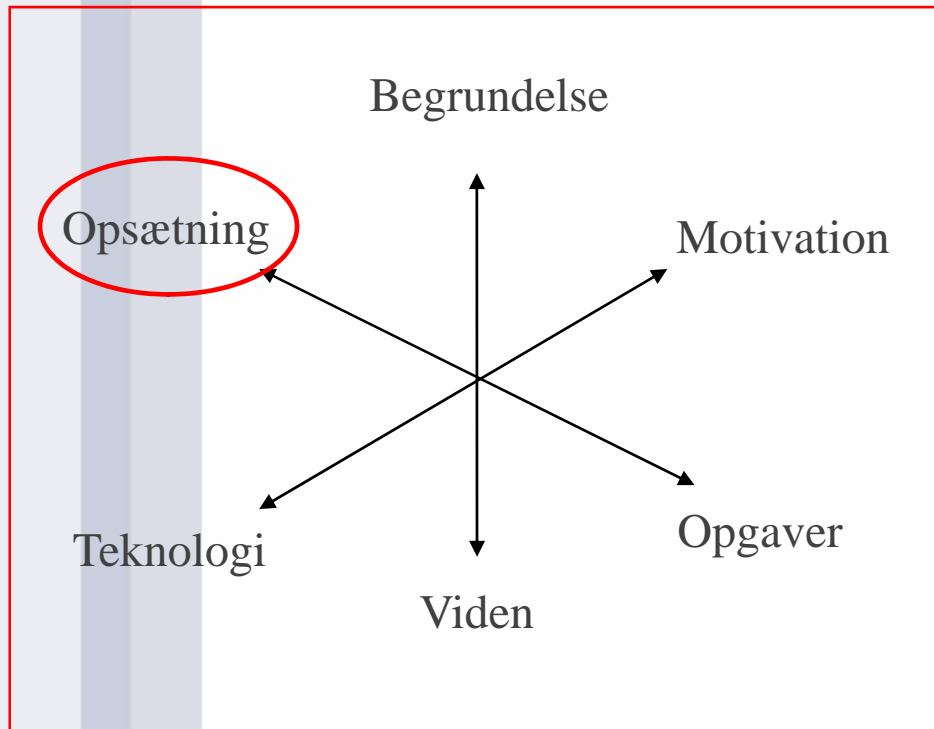 Begrundelse
Opsætning
Motivation
Teknologi
Opgaver
Viden